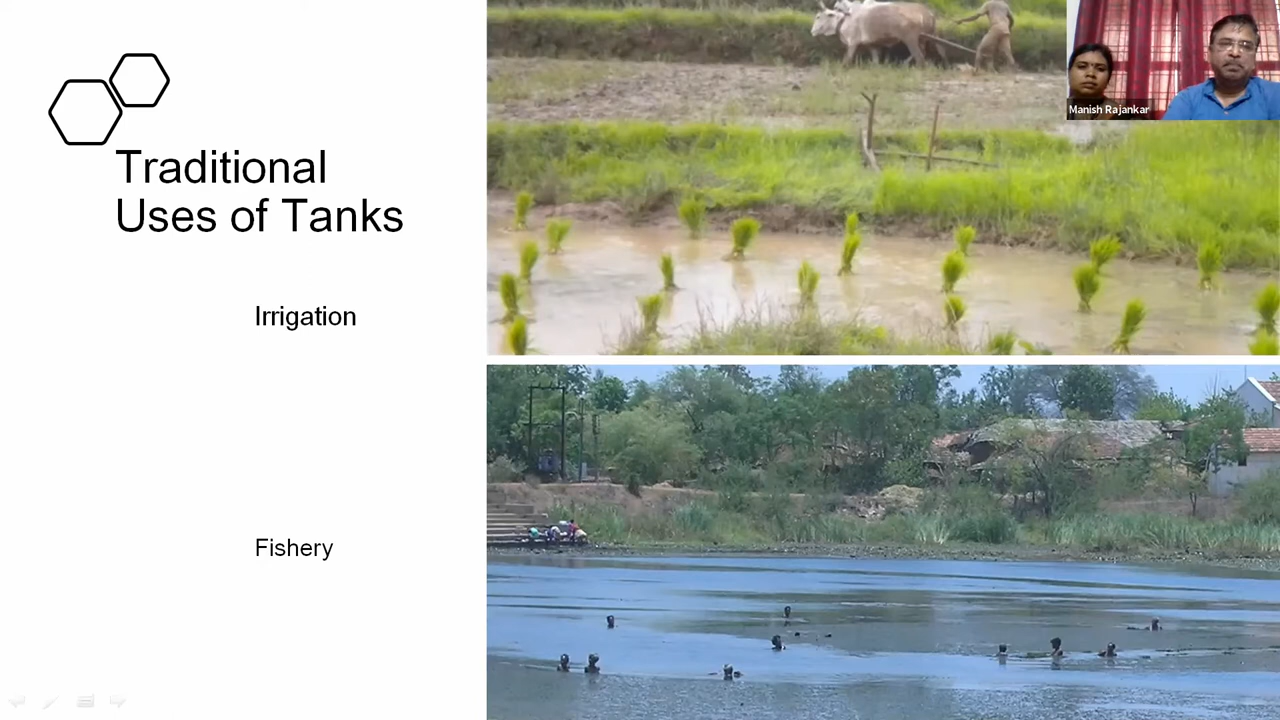 Traditional
Uses of Tanks
Irrigation
Fishery
Manish Rajankar